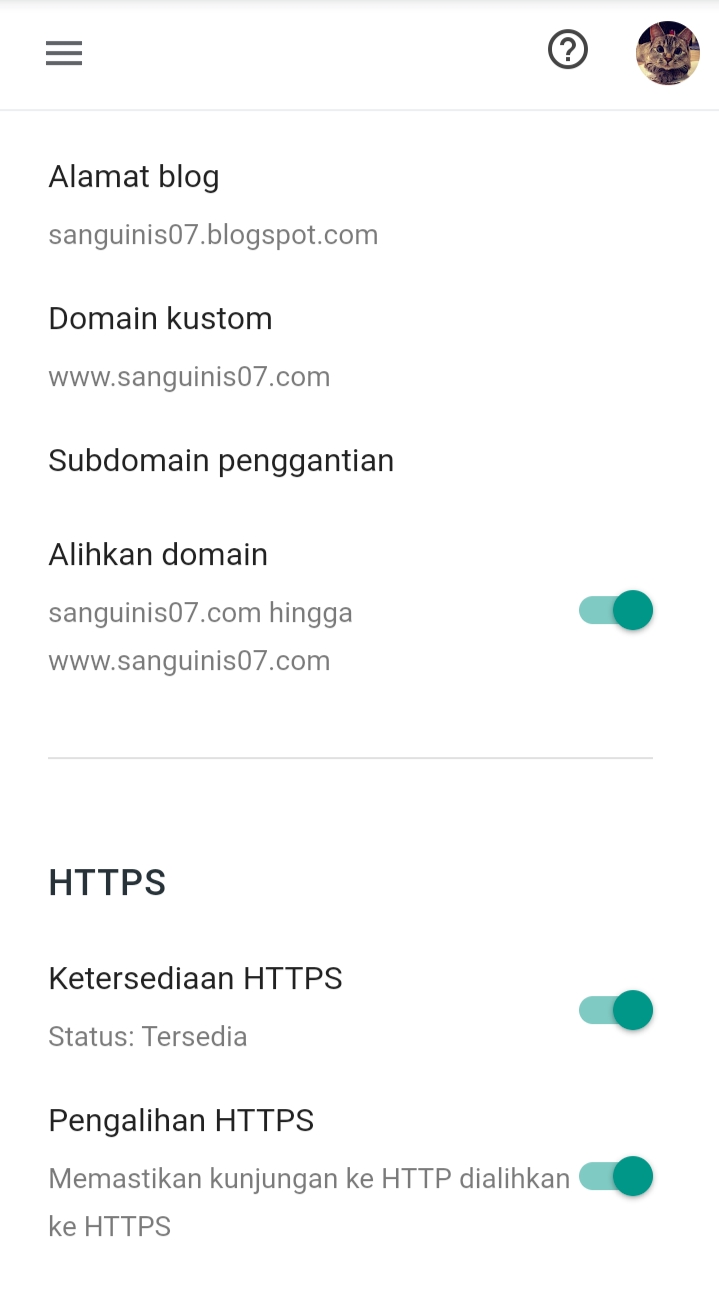 Alamat blog
sanguinis07.blogspot.com
Domain kustom
www.sanguinis07.com
Subdomain penggantian
Alihkan domain
sanguinis07.com hingga
www.sanguinis07.com
HTTPS
Ketersediaan HTTPS
Status: Tersedia
Pengalihan HTTPS
Memastikan kunjungan ke HTTP dialihkan
ke HTTPS